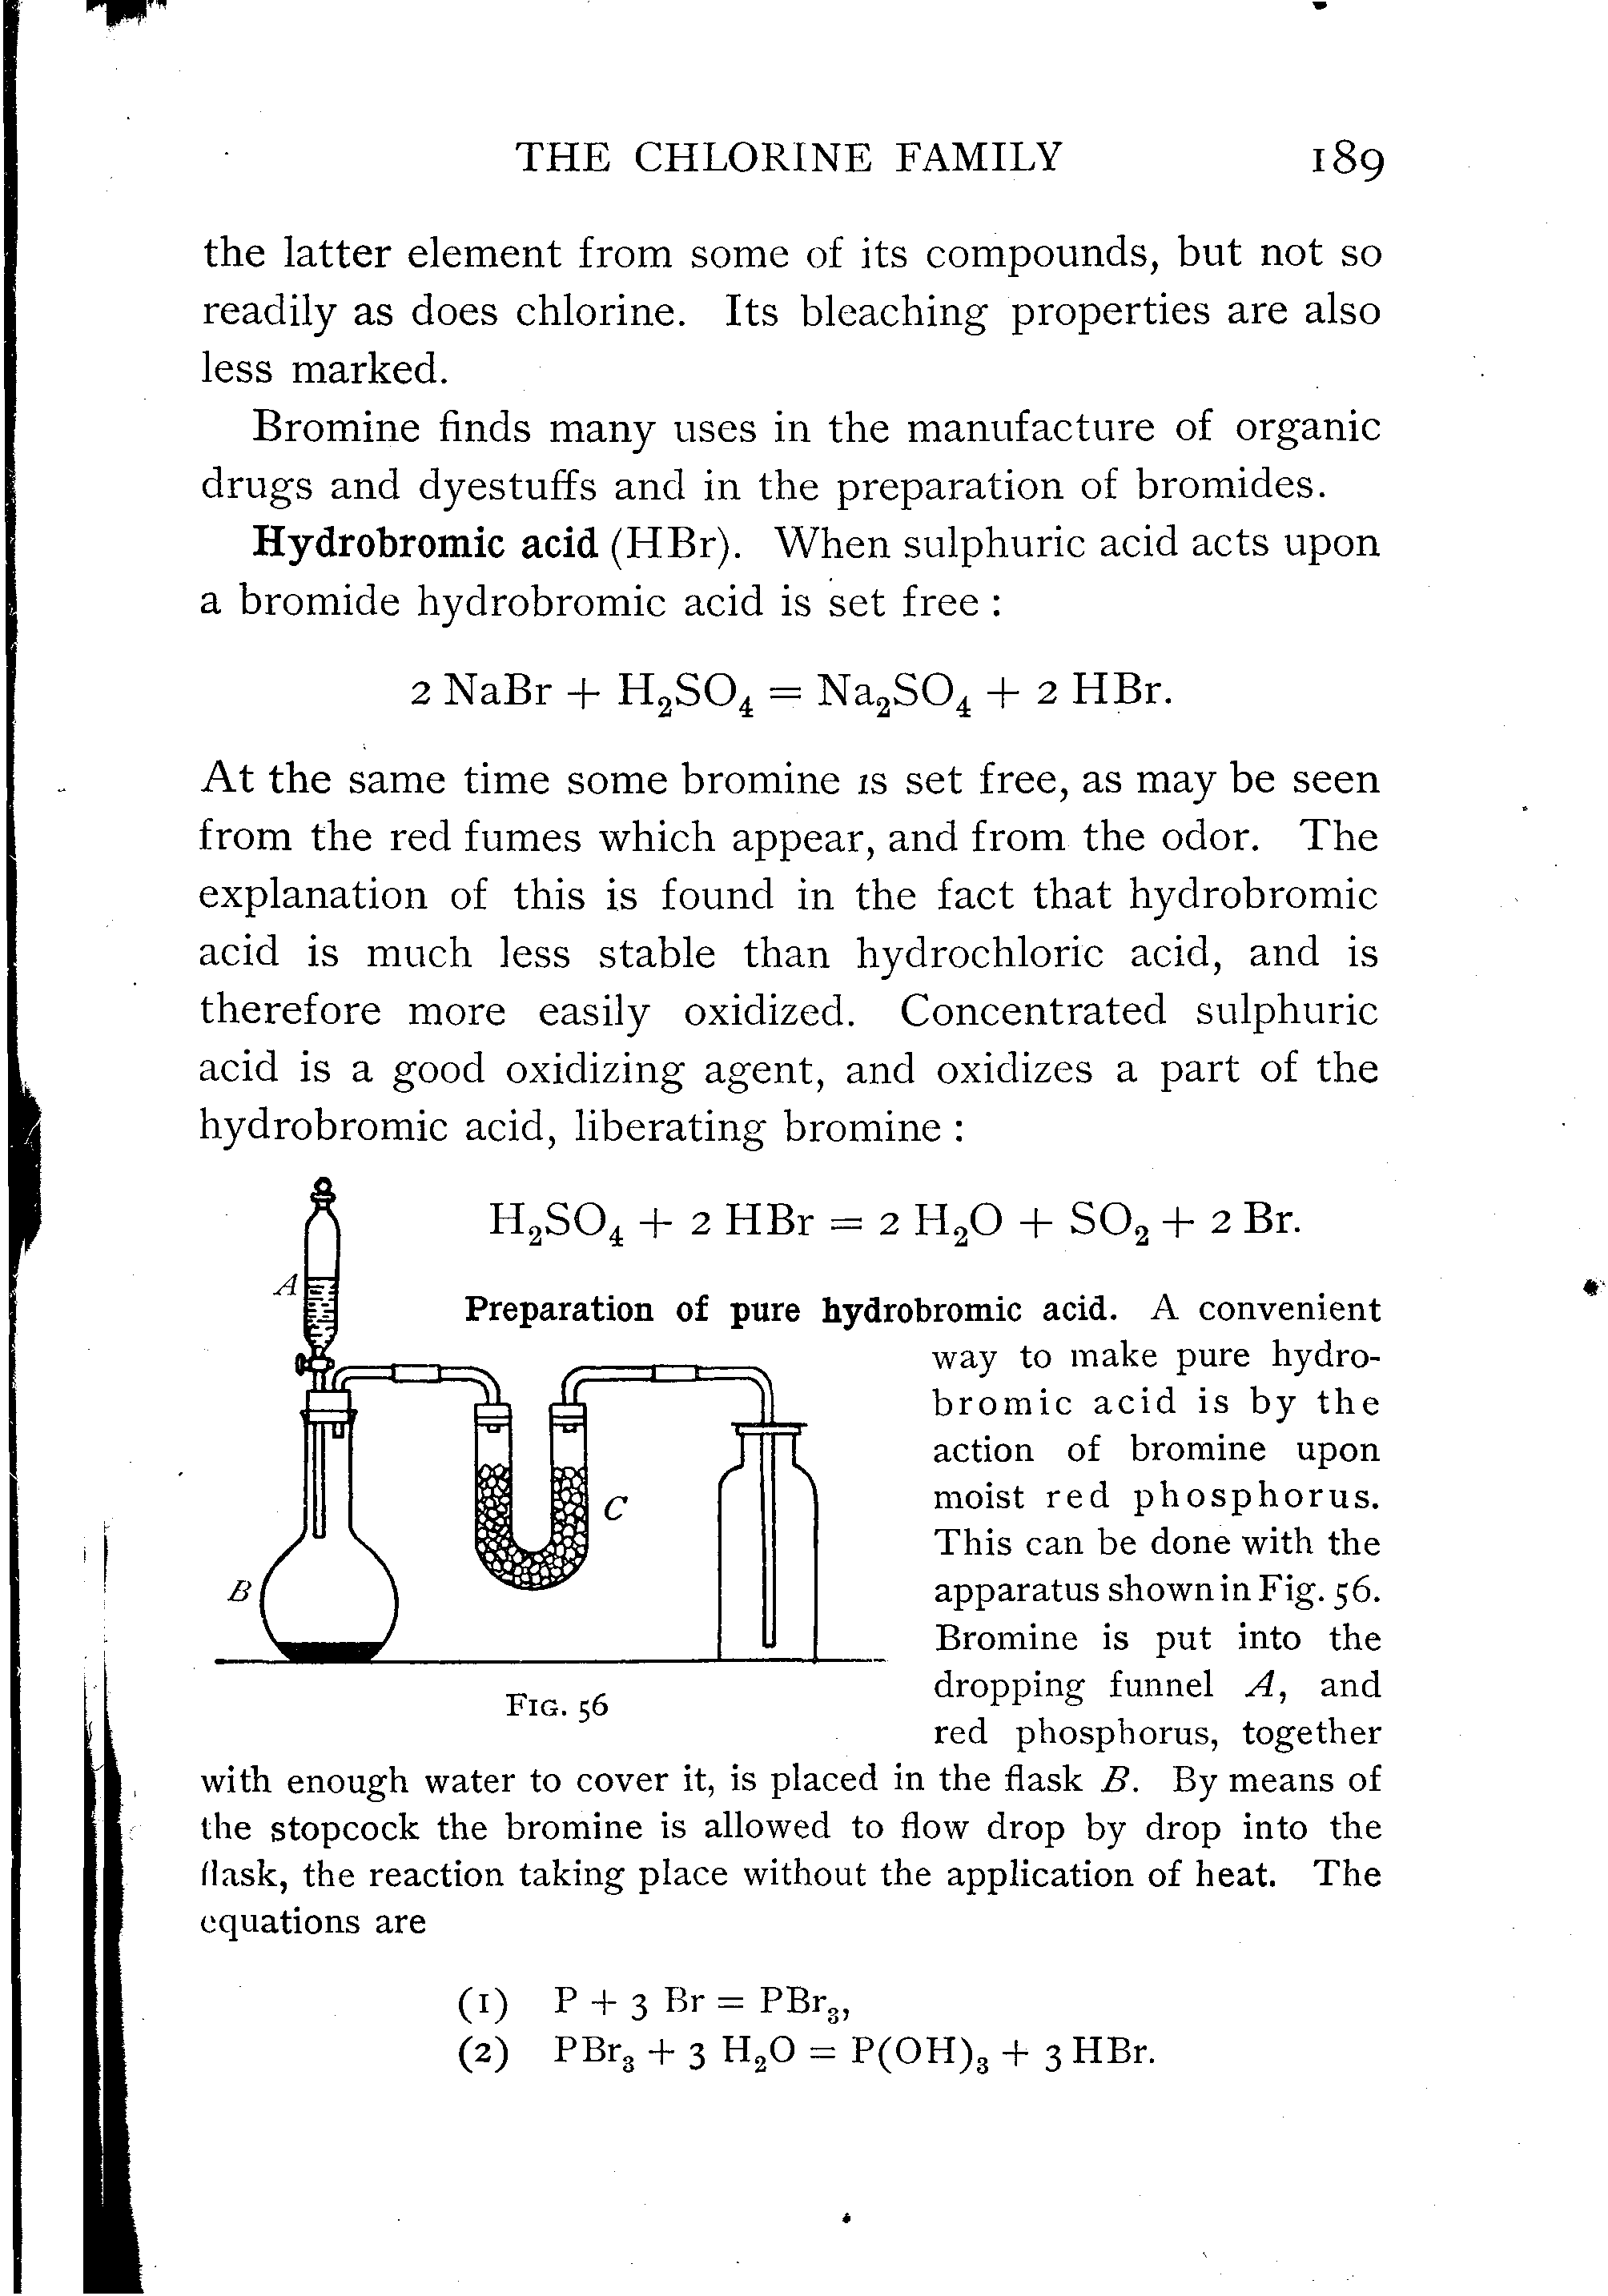 THE CHLORINE FAMILY 189
the latter element from some of its compounds, but not so
readily as does chlorine. Its bleaching properties are also
less marked.
Bromine finds many uses in the manufacture of organic
drugs and dyestuffs and in the preparation of bromides.
Hydrobromic acid (HBr). When sulphuric acid acts upon
a bromide hydrobromic acid is set free :
2 NaBr + H₂SO₄ = Na₂SO₄ + 2 HBr.
At the same time some bromine is set free, as may be seen
from the red fumes which appear, and from the odor. The
explanation of this is found in the fact that hydrobromic
acid is much less stable than hydrochloric acid, and is
therefore more easily oxidized. Concentrated sulphuric
acid is a good oxidizing agent, and oxidizes a part of the
hydrobromic acid, liberating bromine :
H₂SO₄ + 2 HBr = 2 H₂O + SO₂ + 2 Br.
A
B
C
FIG. 56
Preparation of pure hydrobromic acid. A convenient
way to make pure hydro-
bromic acid is by the
action of bromine upon
moist red phosphorus.
This can be done with the
apparatus shown in Fig. 56.
Bromine is put into the
dropping funnel A, and
red phosphorus, together
with enough water to cover it, is placed in the flask B. By means of
the stopcock the bromine is allowed to flow drop by drop into the
flask, the reaction taking place without the application of heat. The
equations are
(1) P + 3 Br = PBr₃,
(2) PBr₃ + 3 H₂O = P(OH)₃ + 3 HBr.